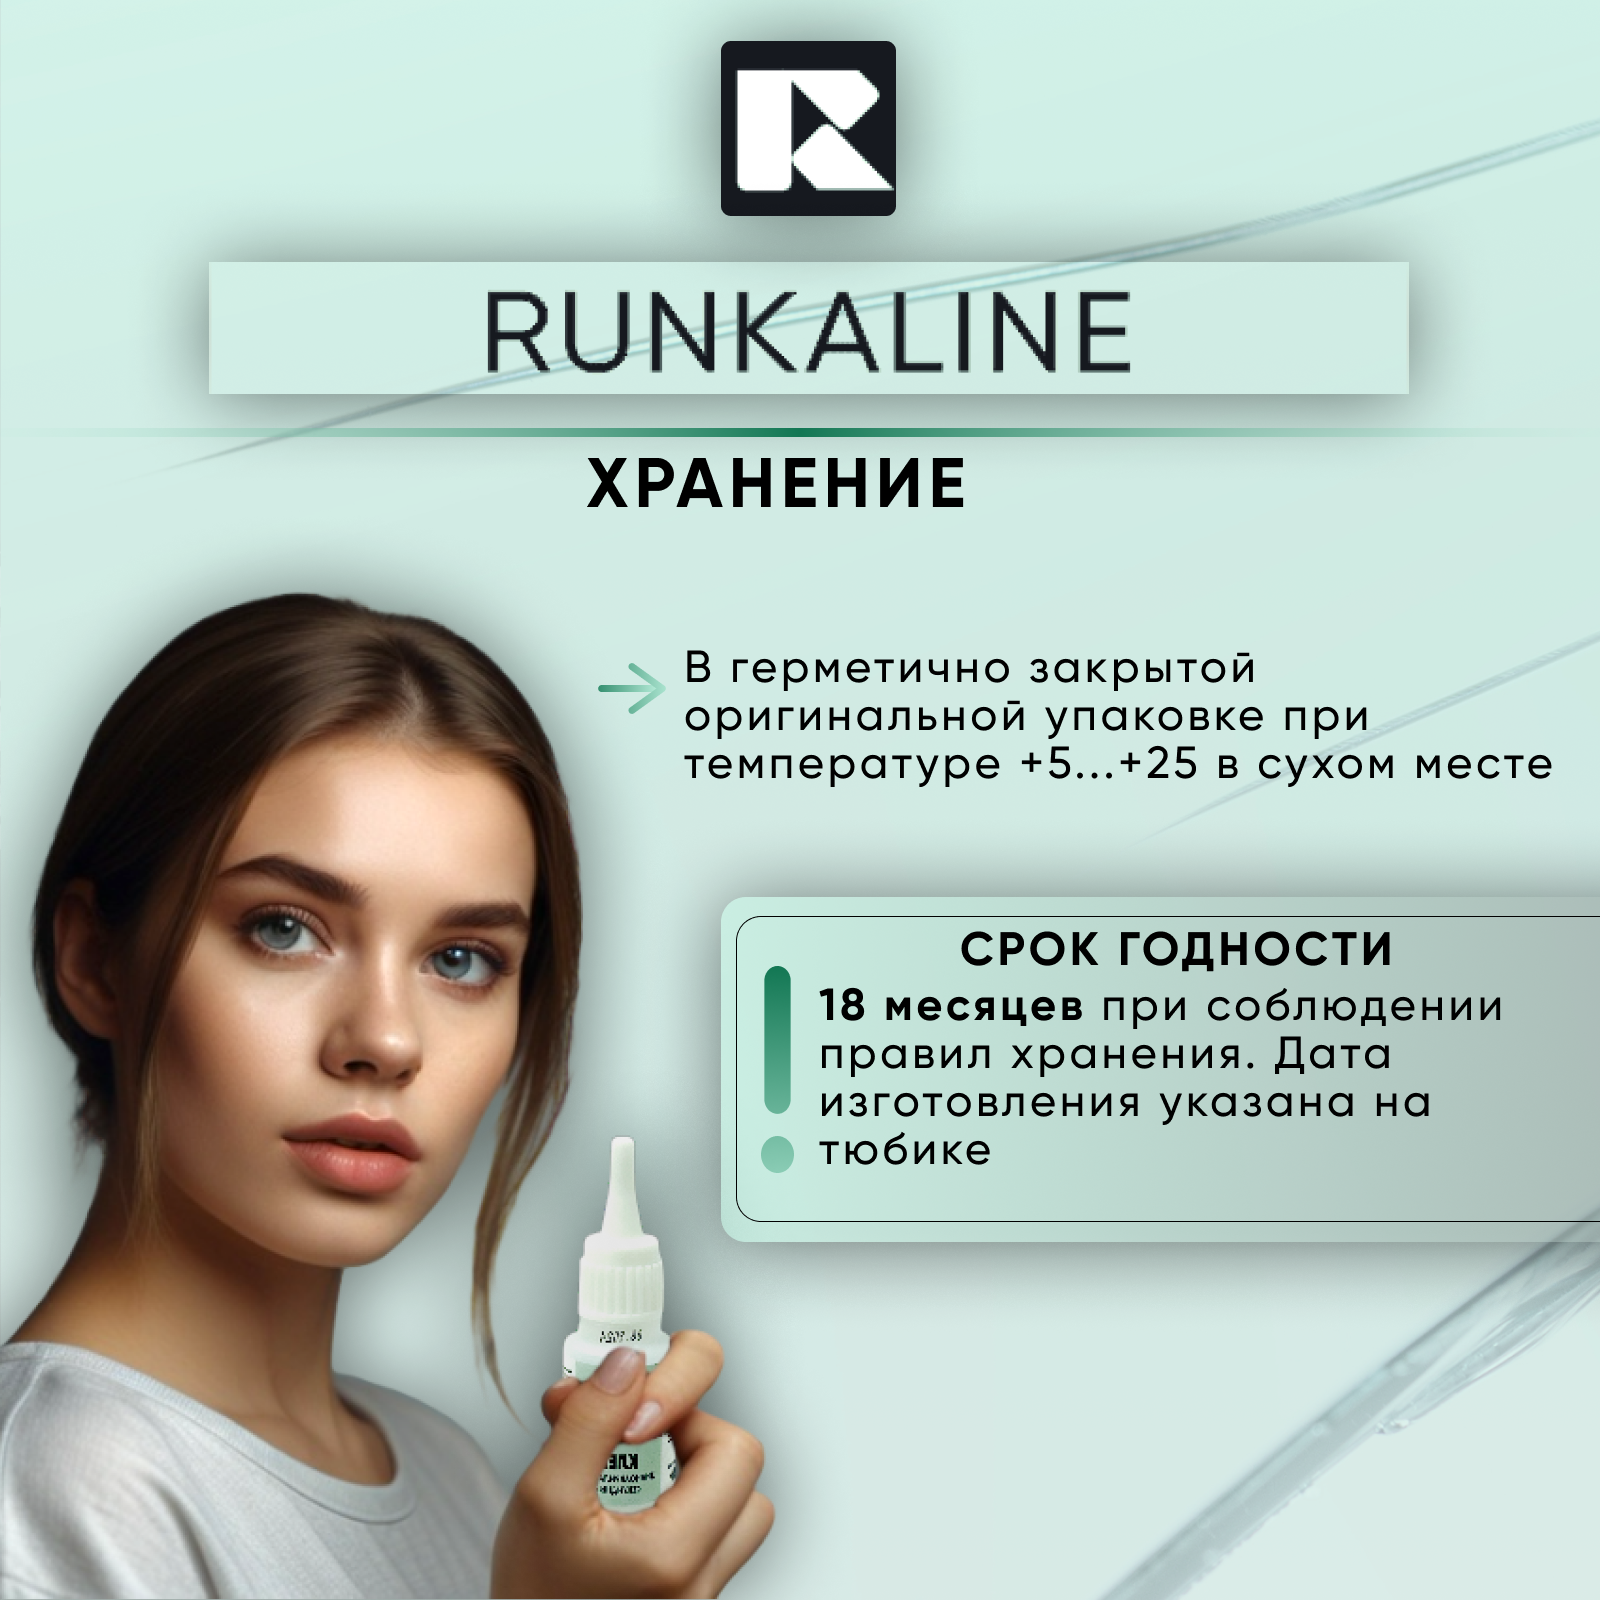 RUNKALINE
ХРАНЕНИЕ
В герметично закрытой
оригинальной упаковке при
температуре +5...+25 в сухом месте
СРОК ГОДНОСТИ
18 месяцев при соблюдении
правил хранения. Дата
изготовления указана на
тюбике